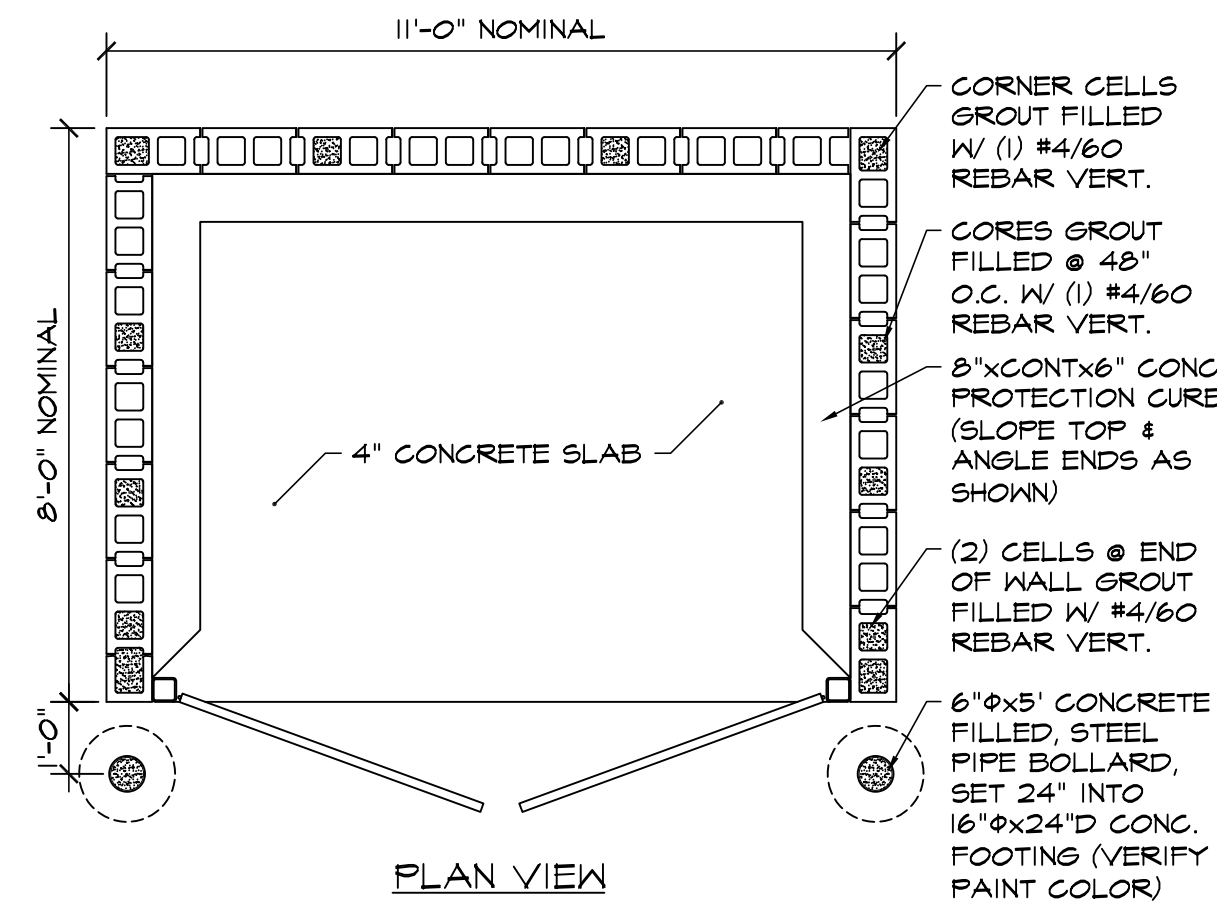 11'-0" NOMINAL
CORNER CELLS
GROUT FILLED
W/ (1) #4/60
REBAR VERT.
CORES GROUT
FILLED @ 48"
O.C. W/ (1) #4/60
REBAR VERT.
8"xCONTx6" CONC
PROTECTION CURB
(SLOPE TOP &
ANGLE ENDS AS
SHOWN)
8'-0" NOMINAL
4" CONCRETE SLAB
(2) CELLS @ END
OF WALL GROUT
FILLED W/ #4/60
REBAR VERT.
1'-0"
6"Φx5' CONCRETE
FILLED, STEEL
PIPE BOLLARD,
SET 24" INTO
16"Φx24"D CONC.
FOOTING (VERIFY
PAINT COLOR)
PLAN VIEW